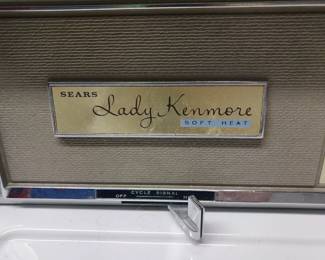 SEARS
Lady Kenmore
SOFT HEAT
CYCLE SIGNAL
OFF